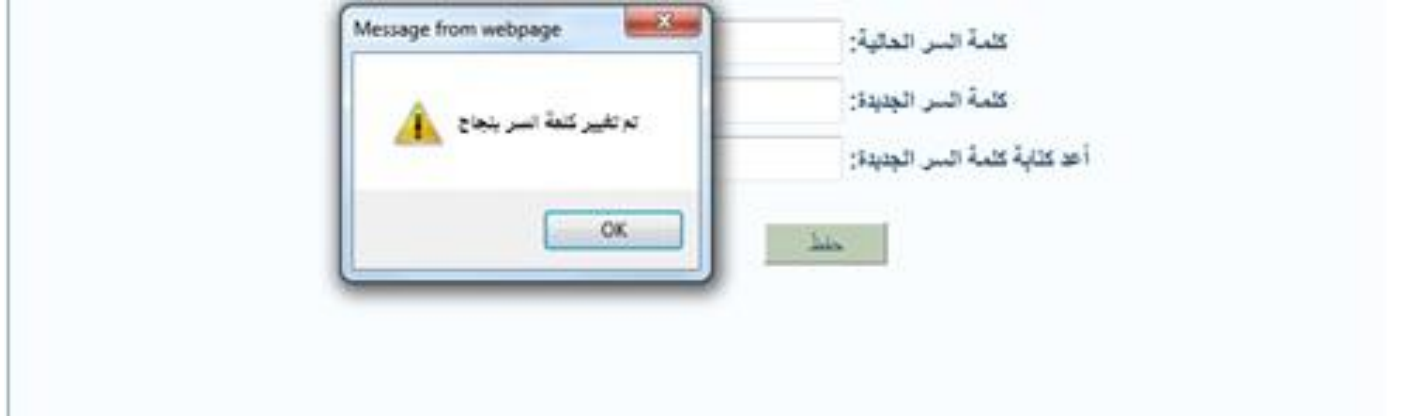 Message from webpage
تم تغيير كلمة السر بنجاح
OK
كلمة السر الحالية:
كلمة السر الجديدة:
أعد كتابة كلمة السر الجديدة:
حفظ